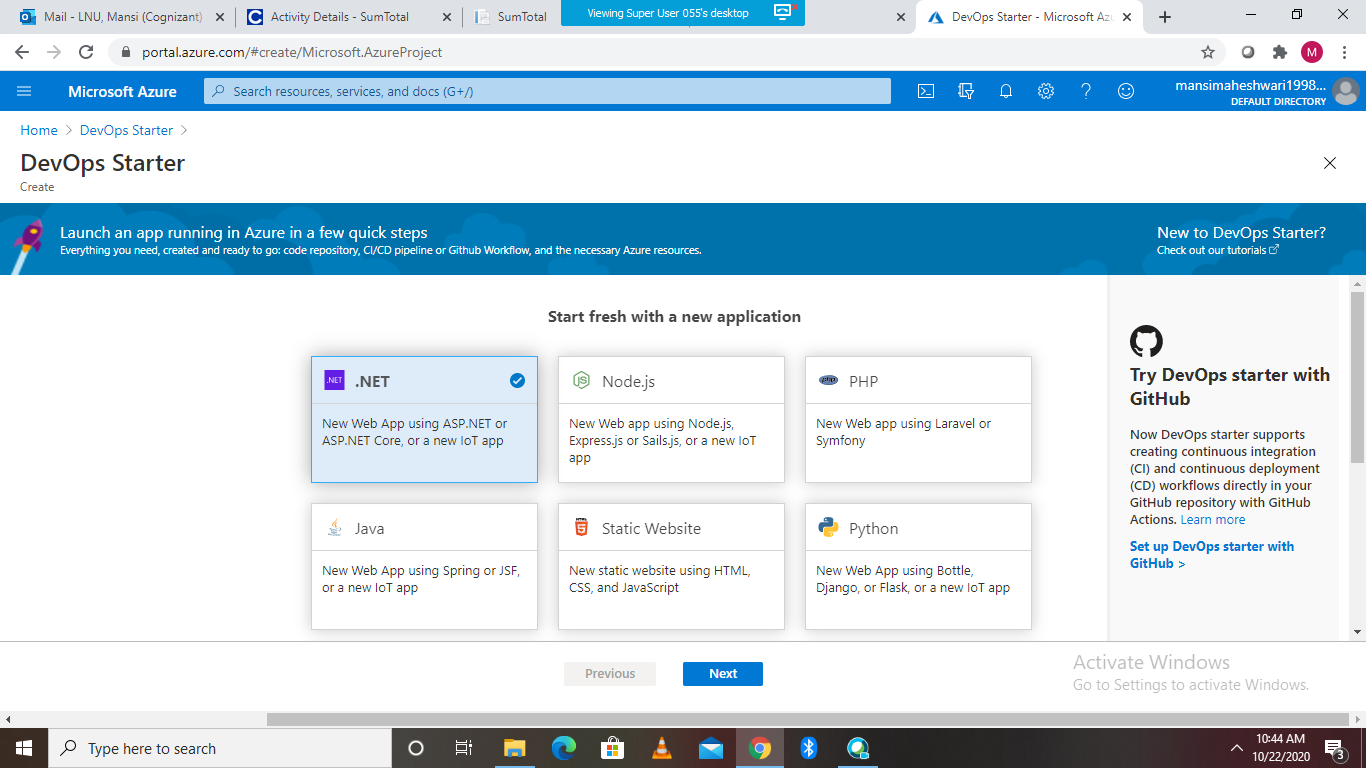 Mail - LNU, Mansi (Cognizant)
Activity Details - SumTotal
SumTotal
Viewing Super User 055's desktop
DevOps Starter - Microsoft Azu
portal.azure.com/#create/Microsoft.AzureProject
M
Microsoft Azure
Search resources, services, and docs (G+/)
mansimaheshwari1998...
DEFAULT DIRECTORY
Home > DevOps Starter >
DevOps Starter
Create
Launch an app running in Azure in a few quick steps
Everything you need, created and ready to go: code repository, CI/CD pipeline or Github Workflow, and the necessary Azure resources.
New to DevOps Starter?
Check out our tutorials
Start fresh with a new application
.NET
.NET
New Web App using ASP.NET or
ASP.NET Core, or a new IoT app
Node.js
New Web app using Node.js,
Express.js or Sails.js, or a new IoT
app
PHP
New Web app using Laravel or
Symfony
Java
New Web App using Spring or JSF,
or a new IoT app
Static Website
New static website using HTML,
CSS, and JavaScript
Python
New Web App using Bottle,
Django, or Flask, or a new IoT app
Try DevOps starter with
GitHub
Now DevOps starter supports
creating continuous integration
(CI) and continuous deployment
(CD) workflows directly in your
GitHub repository with GitHub
Actions. Learn more
Set up DevOps starter with
GitHub >
Previous
Next
Activate Windows
Go to Settings to activate Windows.
Type here to search
10:44 AM
10/22/2020
3